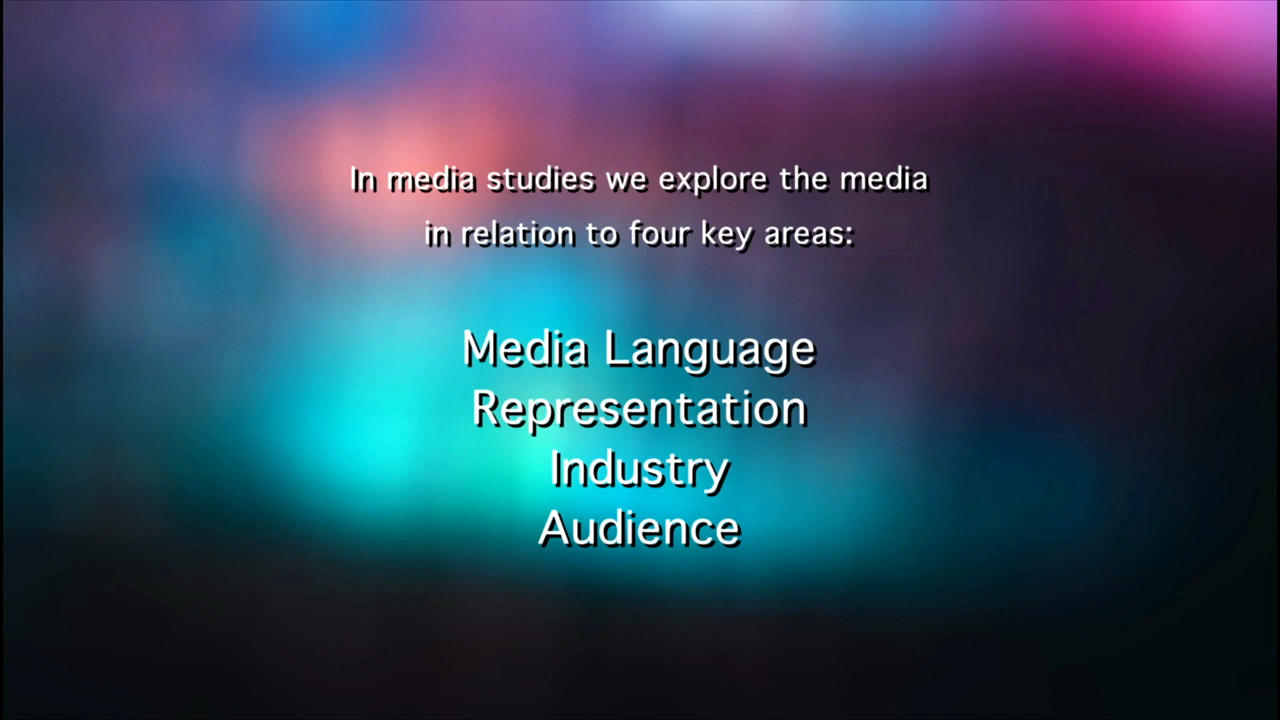 In media studies we explore the media
in relation to four key areas:
Media Language
Representation
Industry
Audience